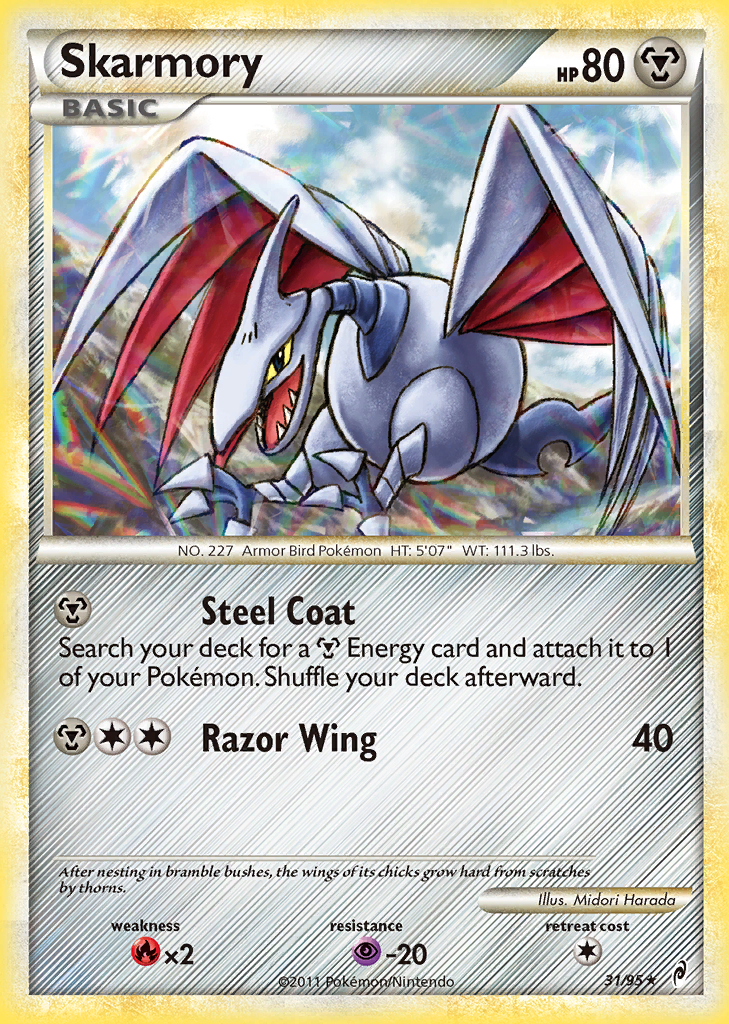 Skarmory
HP 80
BASIC
NO. 227 Armor Bird Pokémon HT: 5'07" WT: 111.3 lbs.
Steel Coat
Search your deck for a Energy card and attach it to 1
of your Pokémon. Shuffle your deck afterward.
Razor Wing 40
After nesting in bramble bushes, the wings of its chicks grow hard from scratches
by thorns.
Illus. Midori Harada
weakness resistance retreat cost
×2 -20
©2011 Pokémon/Nintendo 31/95★